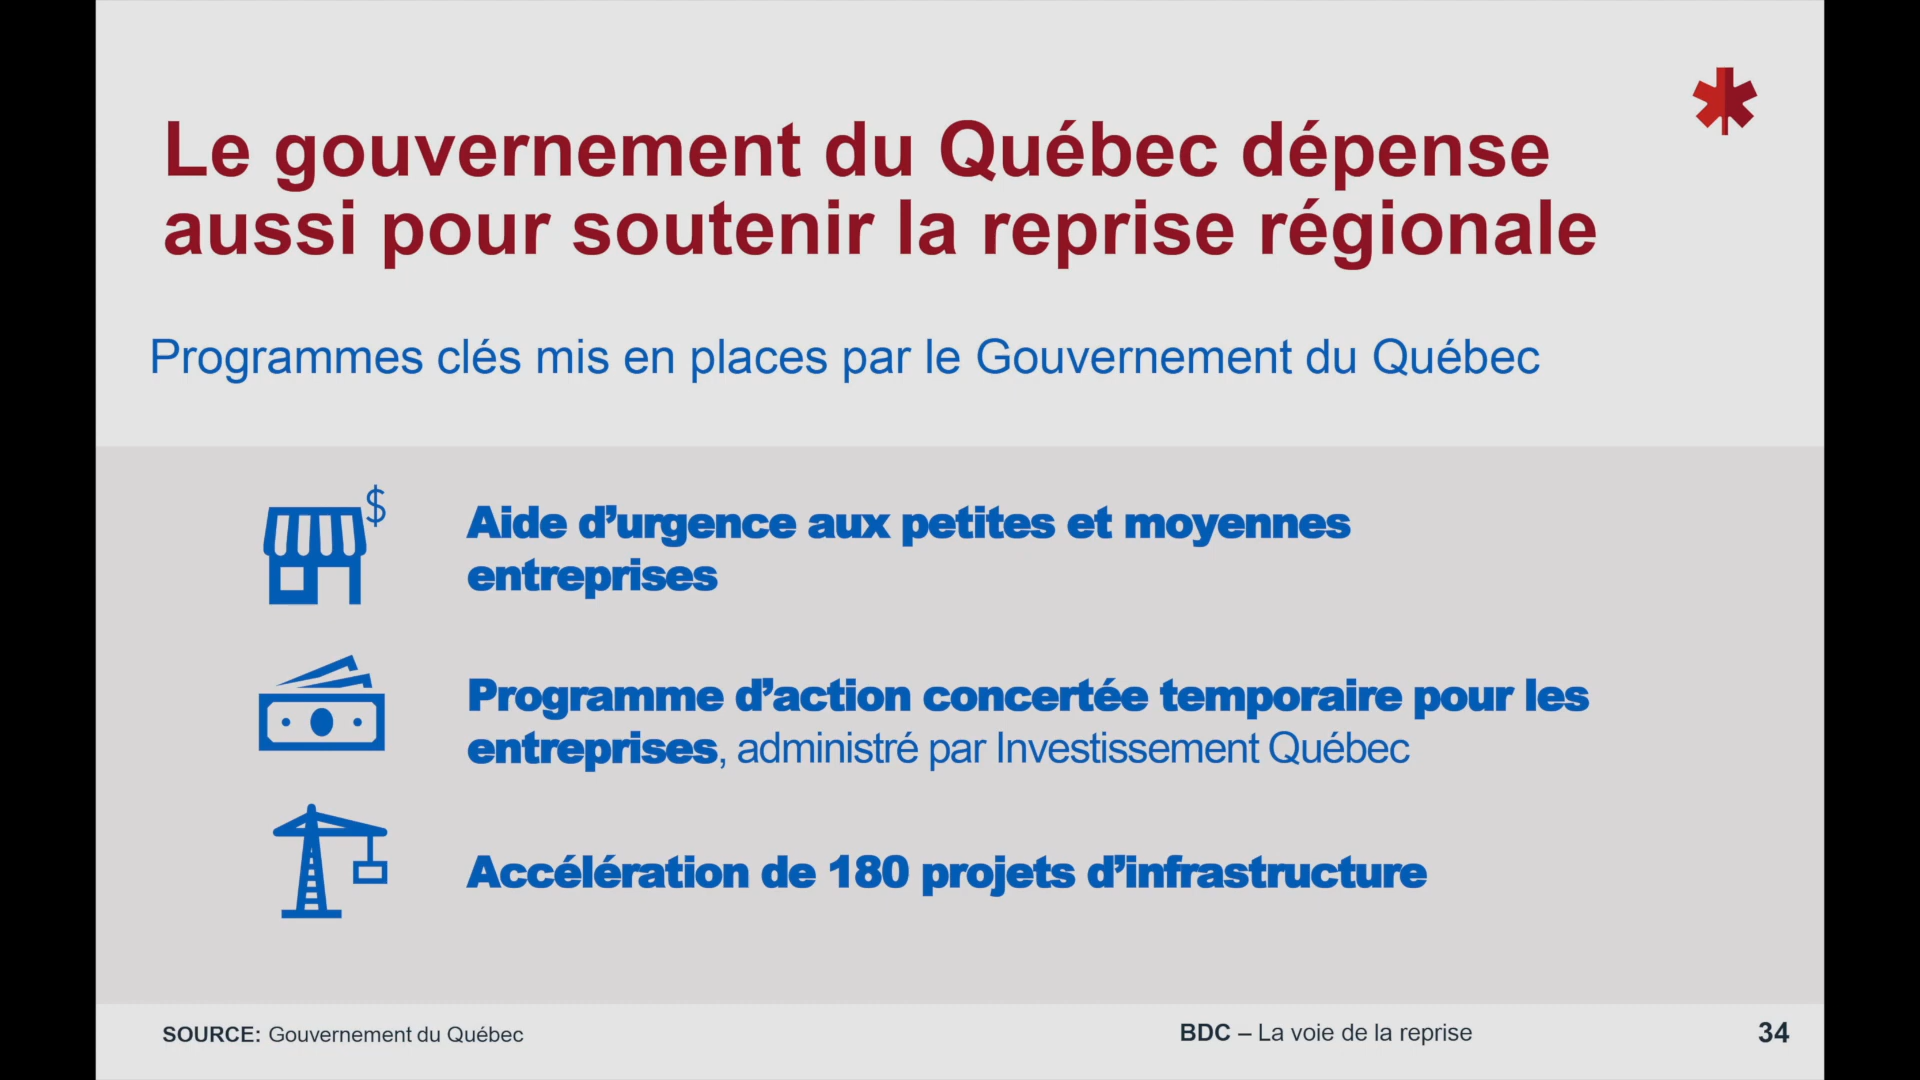 Le gouvernement du Québec dépense
aussi pour soutenir la reprise régionale
Programmes clés mis en places par le Gouvernement du Québec
$
Aide d’urgence aux petites et moyennes
entreprises
Programme d’action concertée temporaire pour les
entreprises, administré par Investissement Québec
Accélération de 180 projets d’infrastructure
SOURCE: Gouvernement du Québec
BDC – La voie de la reprise
34